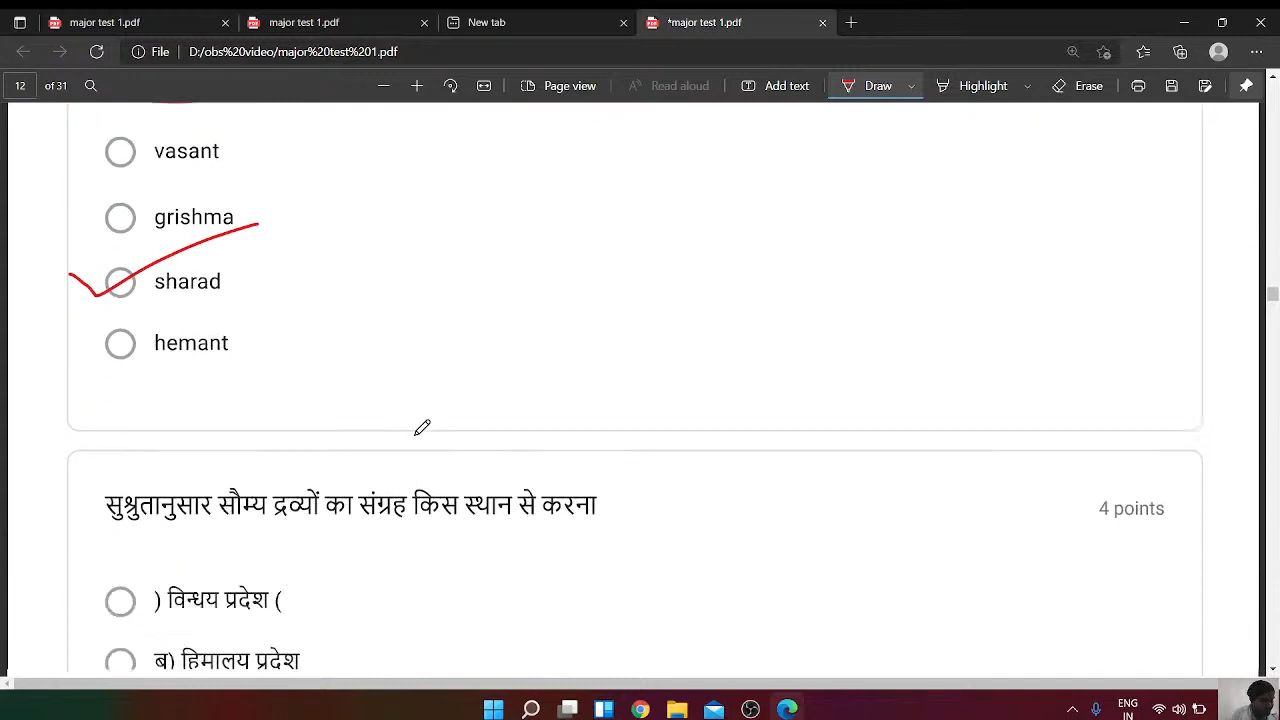 major test 1.pdf
major test 1.pdf
New tab
*major test 1.pdf
File
D:/obs%20video/major%20test%201.pdf
12 of 31
Page view
Read aloud
Add text
Draw
Highlight
Erase
vasant
grishma
sharad
hemant
सुश्रुतानुसार सौम्य द्रव्यों का संग्रह किस स्थान से करना
4 points
) विन्धय प्रदेश (
ब) हिमालय प्रदेश
ENG
IN